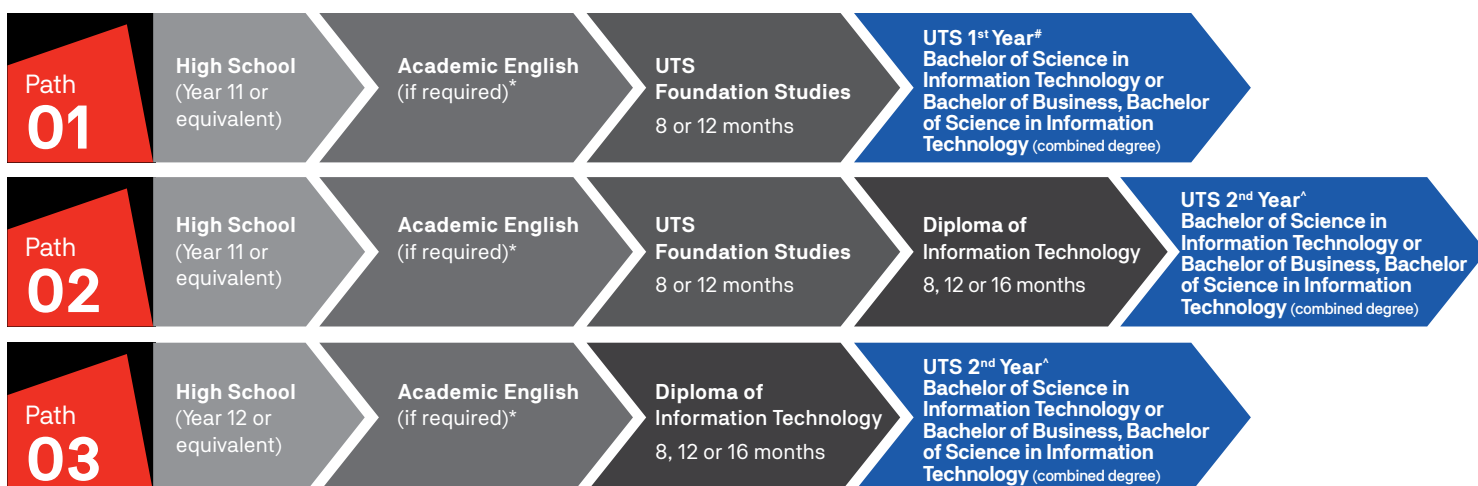 Path
01
High School
(Year 11 or
equivalent)
Academic English
(if required)*
UTS
Foundation Studies
8 or 12 months
UTS 1st Year#
Bachelor of Science in
Information Technology or
Bachelor of Business, Bachelor
of Science in Information
Technology (combined degree)
Path
02
High School
(Year 11 or
equivalent)
Academic English
(if required)*
UTS
Foundation Studies
8 or 12 months
Diploma of
Information Technology
8, 12 or 16 months
UTS 2nd Year^
Bachelor of Science in
Information Technology or
Bachelor of Business, Bachelor
of Science in Information
Technology (combined degree)
Path
03
High School
(Year 12 or
equivalent)
Academic English
(if required)*
Diploma of
Information Technology
8, 12 or 16 months
UTS 2nd Year^
Bachelor of Science in
Information Technology or
Bachelor of Business, Bachelor
of Science in Information
Technology (combined degree)